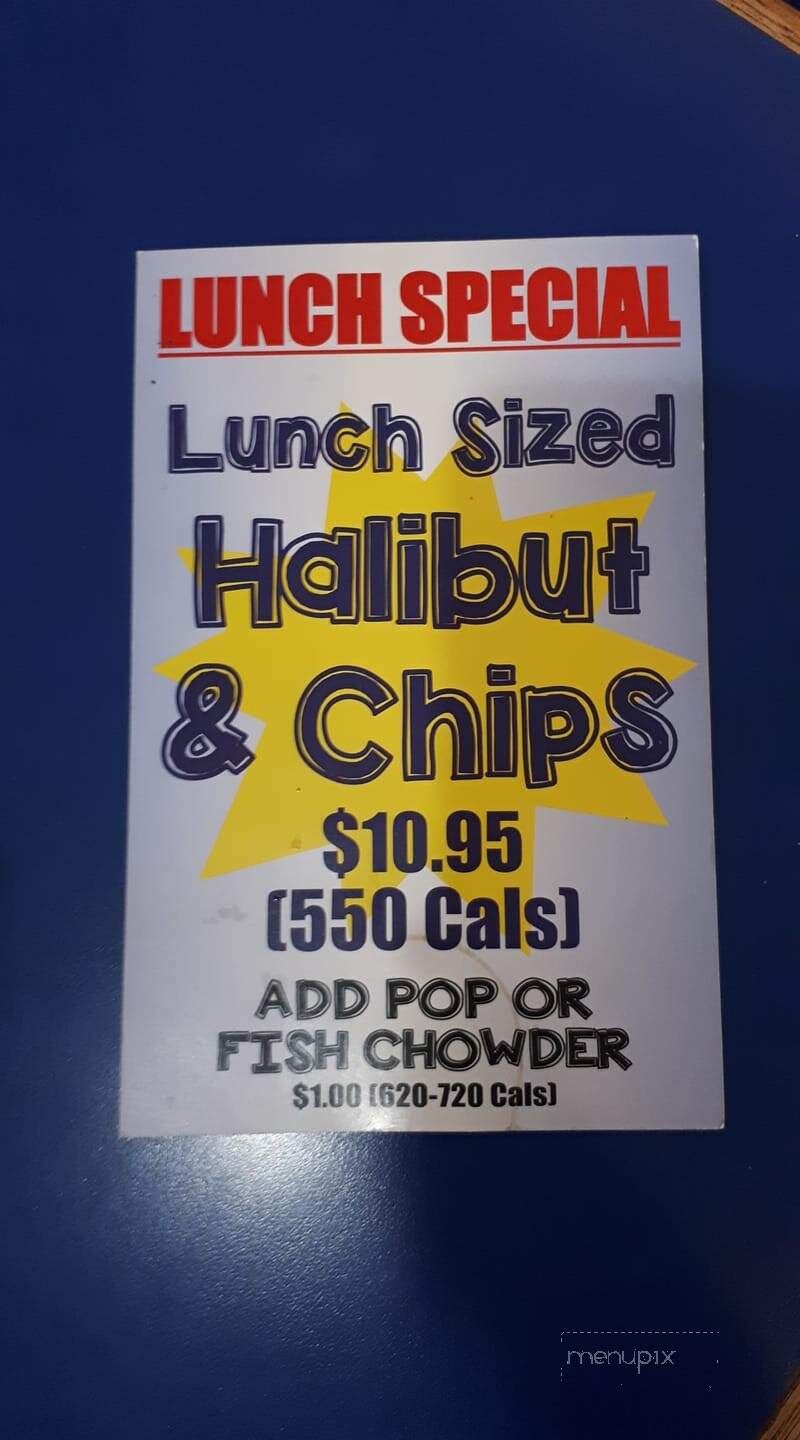 LUNCH SPECIAL
Lunch Sized
Halibut
& Chips
$10.95
(550 Cals)
ADD POP OR
FISH CHOWDER
$1.00 (620-720 Cals)
menupix